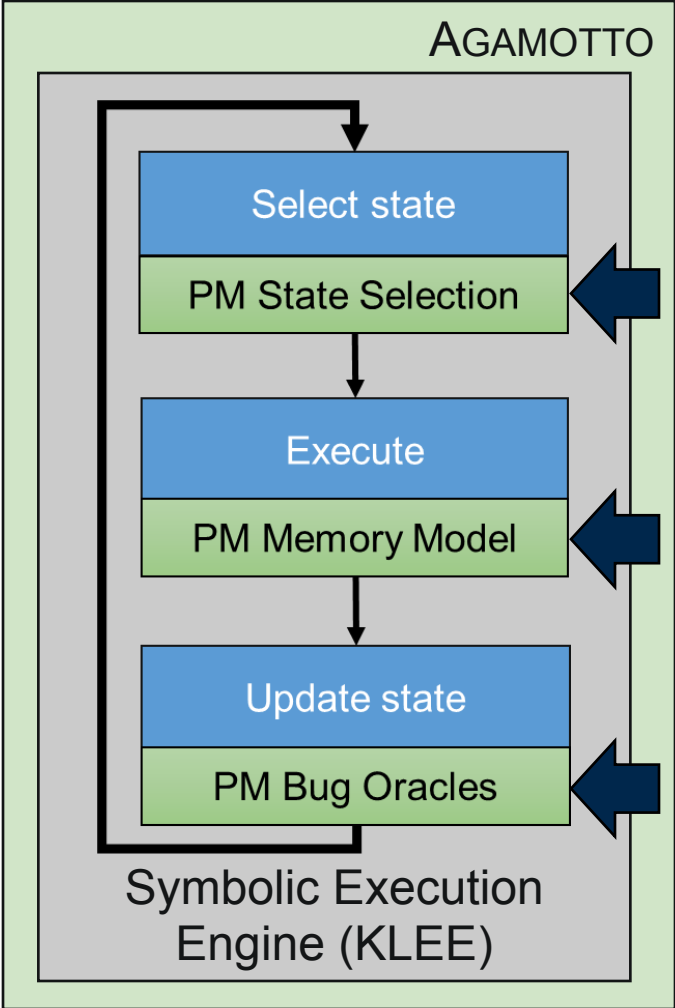 AGAMOTTO
Select state
PM State Selection
Execute
PM Memory Model
Update state
PM Bug Oracles
Symbolic Execution
Engine (KLEE)